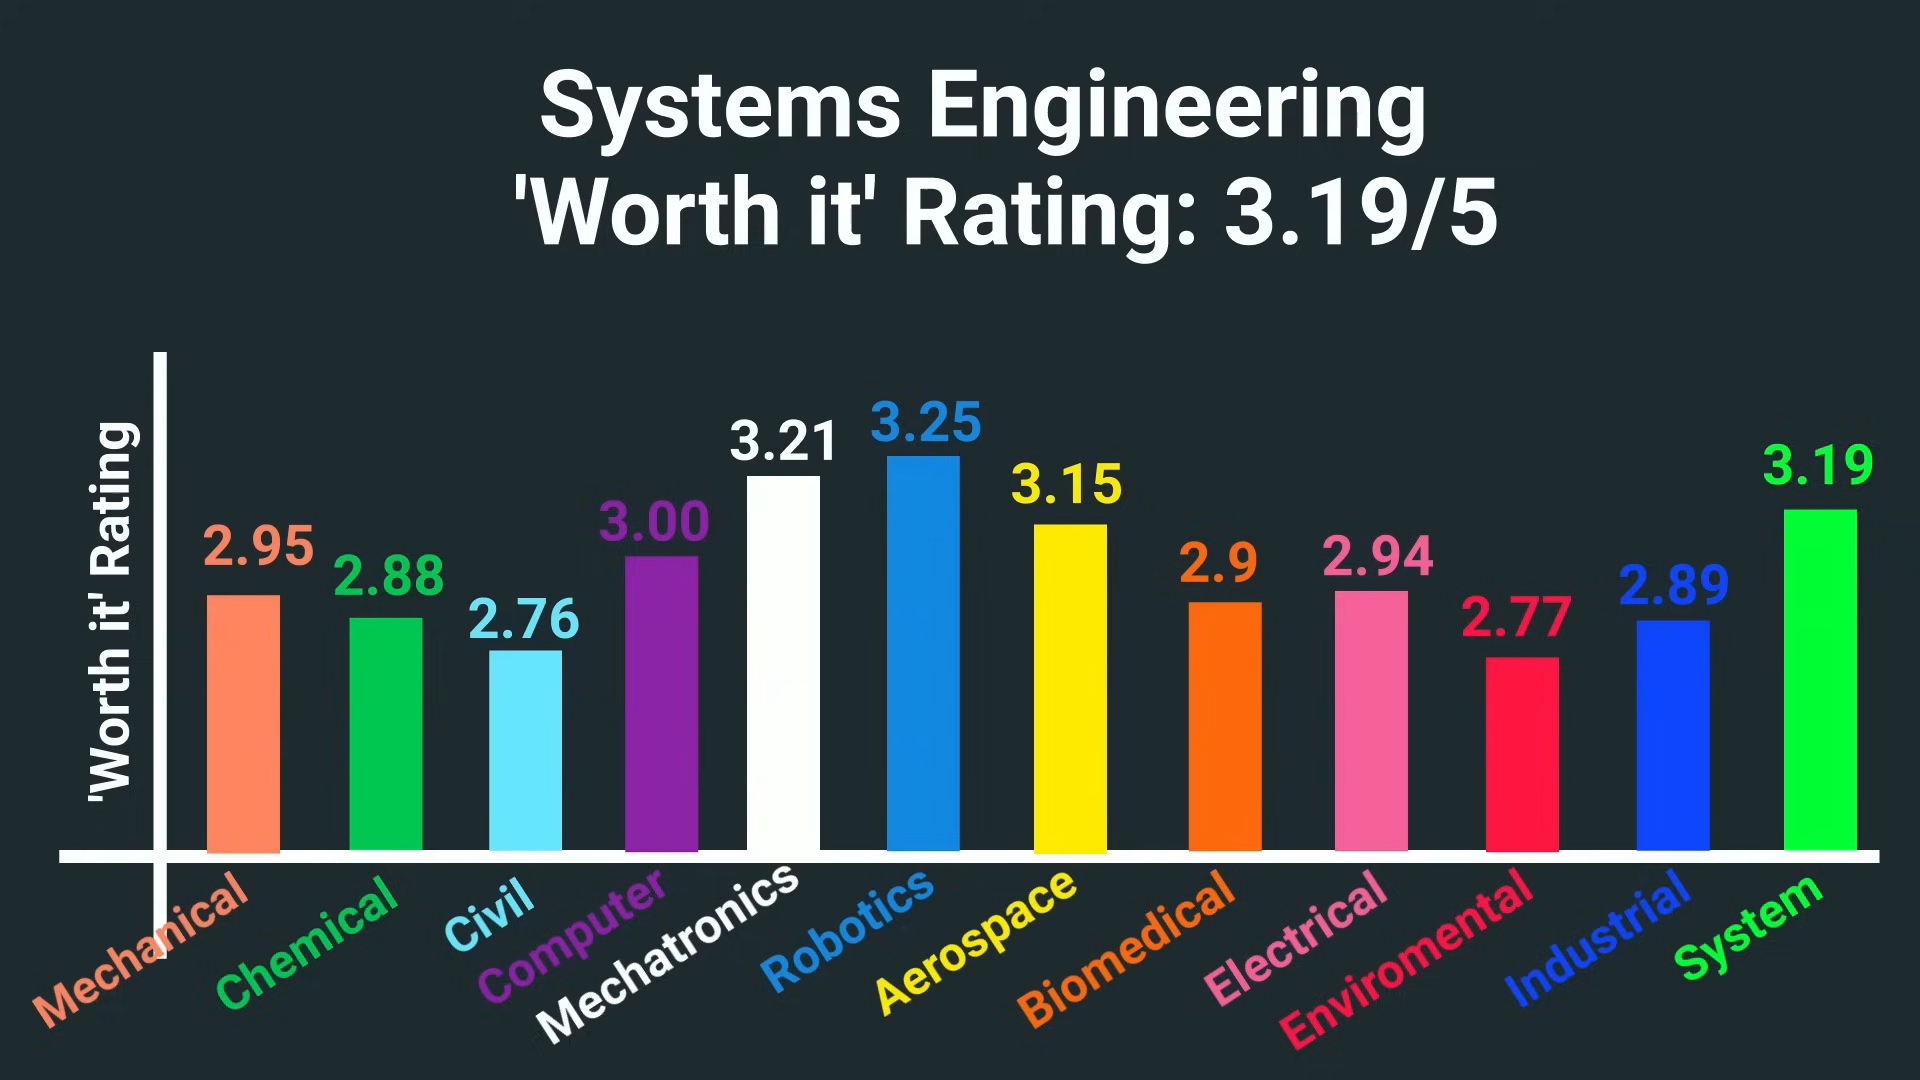 Systems Engineering
'Worth it' Rating: 3.19/5
'Worth it' Rating
2.95
2.88
2.76
3.00
3.21
3.25
3.15
2.9
2.94
2.77
2.89
3.19
Mechanical
Chemical
Civil
Computer
Mechatronics
Robotics
Aerospace
Biomedical
Electrical
Enviromental
Industrial
System